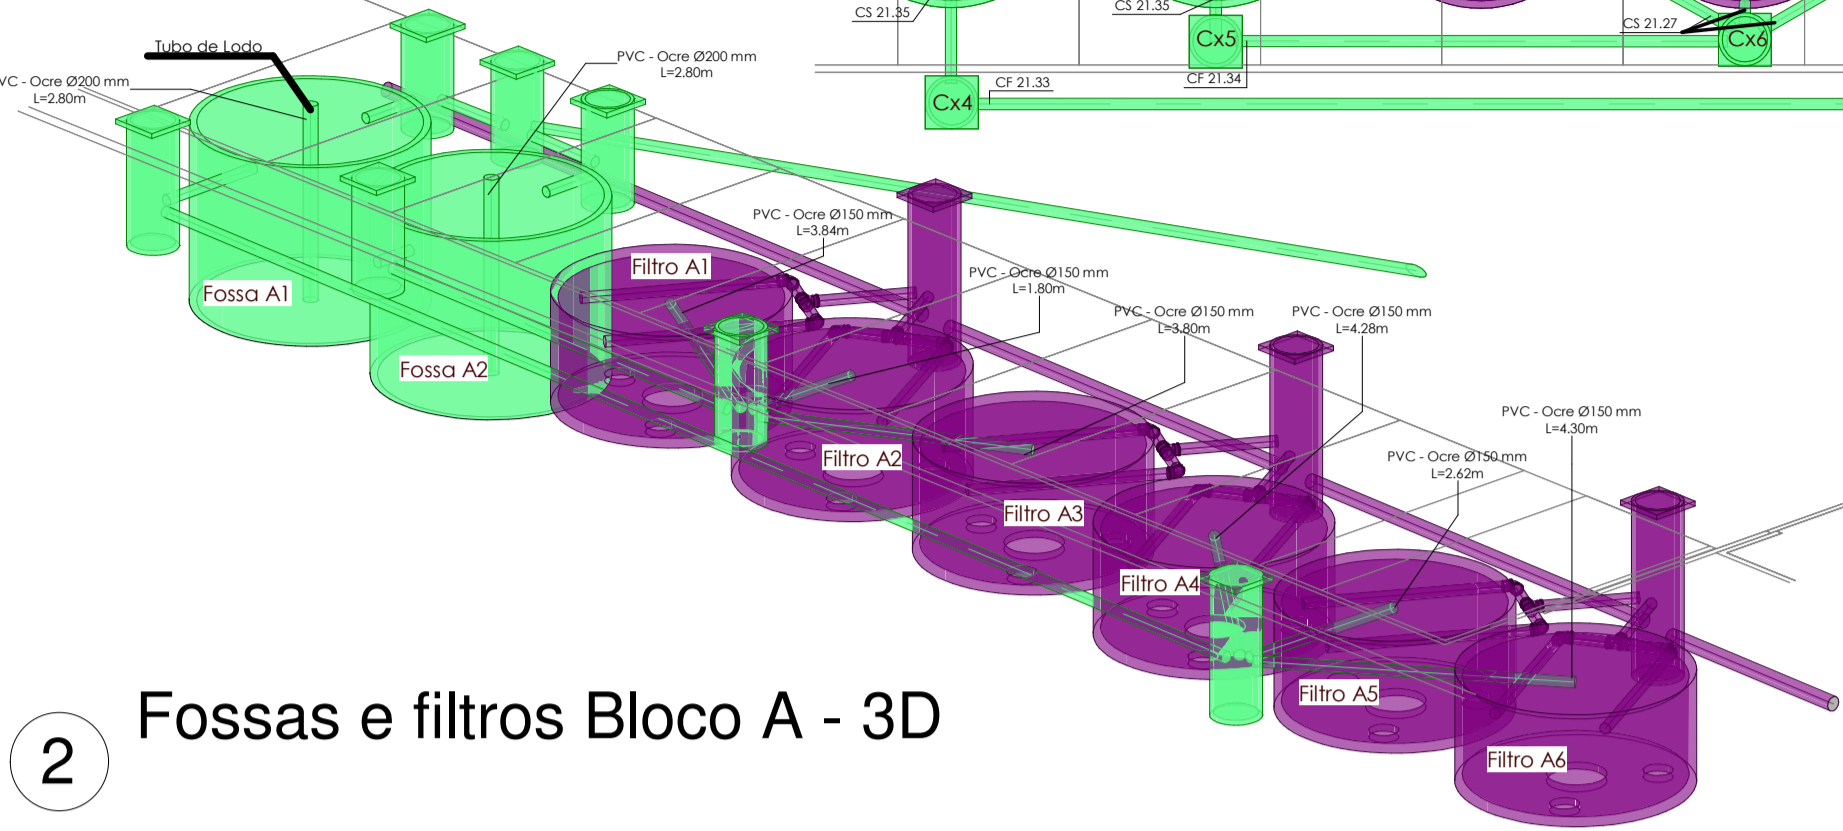 CS 21.35
CS 21.35
CS 21.27
Cx5
Cx6
CF 21.34
Cx4
CF 21.33
Tubo de Lodo
VC - Ocre Ø200 mm
L=2.80m
PVC - Ocre Ø200 mm
L=2.80m
PVC - Ocre Ø150 mm
L=3.84m
PVC - Ocre Ø150 mm
L=1.80m
PVC - Ocre Ø150 mm
L=3.80m
PVC - Ocre Ø150 mm
L=4.28m
PVC - Ocre Ø150 mm
L=4.30m
PVC - Ocre Ø150 mm
L=2.62m
Fossa A1
Fossa A2
Filtro A1
Filtro A2
Filtro A3
Filtro A4
Filtro A5
Filtro A6
2
Fossas e filtros Bloco A - 3D